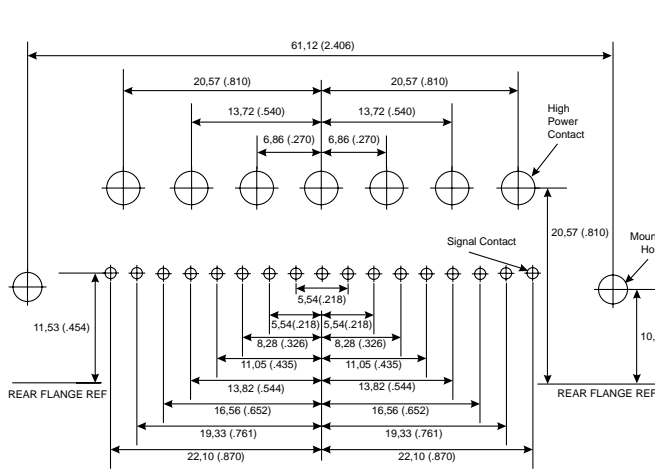 61,12 (2.406)
20,57 (.810) 20,57 (.810)
13,72 (.540) 13,72 (.540)
6,86 (.270) 6,86 (.270)
High
Power
Contact
20,57 (.810)
Signal Contact
Moun
Ho
5,54(.218)
5,54(.218) 5,54(.218)
11,53 (.454)
8,28 (.326) 8,28 (.326)
10,
11,05 (.435) 11,05 (.435)
13,82 (.544) 13,82 (.544)
REAR FLANGE REF REAR FLANGE REF
16,56 (.652) 16,56 (.652)
19,33 (.761) 19,33 (.761)
22,10 (.870) 22,10 (.870)